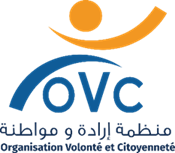 OVC
منظمة إرادة و مواطنة
Organisation Volonté et Citoyenneté